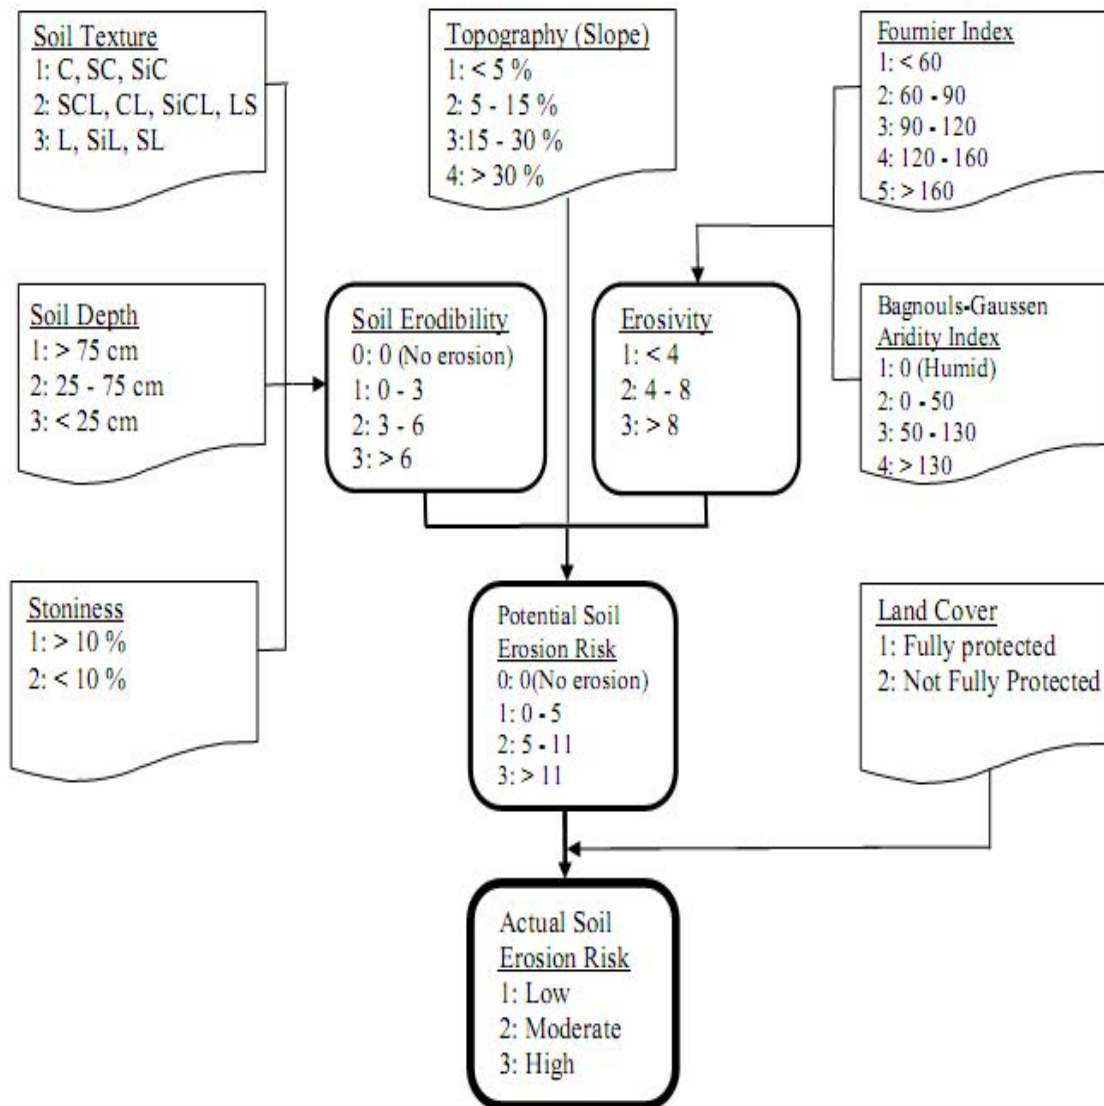 Soil Texture
1: C, SC, SiC
2: SCL, CL, SiCL, LS
3: L, SiL, SL
Topography (Slope)
1: < 5 %
2: 5 - 15 %
3:15 - 30 %
4: > 30 %
Fournier Index
1: < 60
2: 60 - 90
3: 90 - 120
4: 120 - 160
5: > 160
Soil Depth
1: > 75 cm
2: 25 - 75 cm
3: < 25 cm
Soil Erodibility
0: 0 (No erosion)
1: 0 - 3
2: 3 - 6
3: > 6
Erosivity
1: < 4
2: 4 - 8
3: > 8
Bagnouls-Gaussen
Aridity Index
1: 0 (Humid)
2: 0 - 50
3: 50 - 130
4: > 130
Stoniness
1: > 10 %
2: < 10 %
Potential Soil
Erosion Risk
0: 0(No erosion)
1: 0 - 5
2: 5 - 11
3: > 11
Land Cover
1: Fully protected
2: Not Fully Protected
Actual Soil
Erosion Risk
1: Low
2: Moderate
3: High